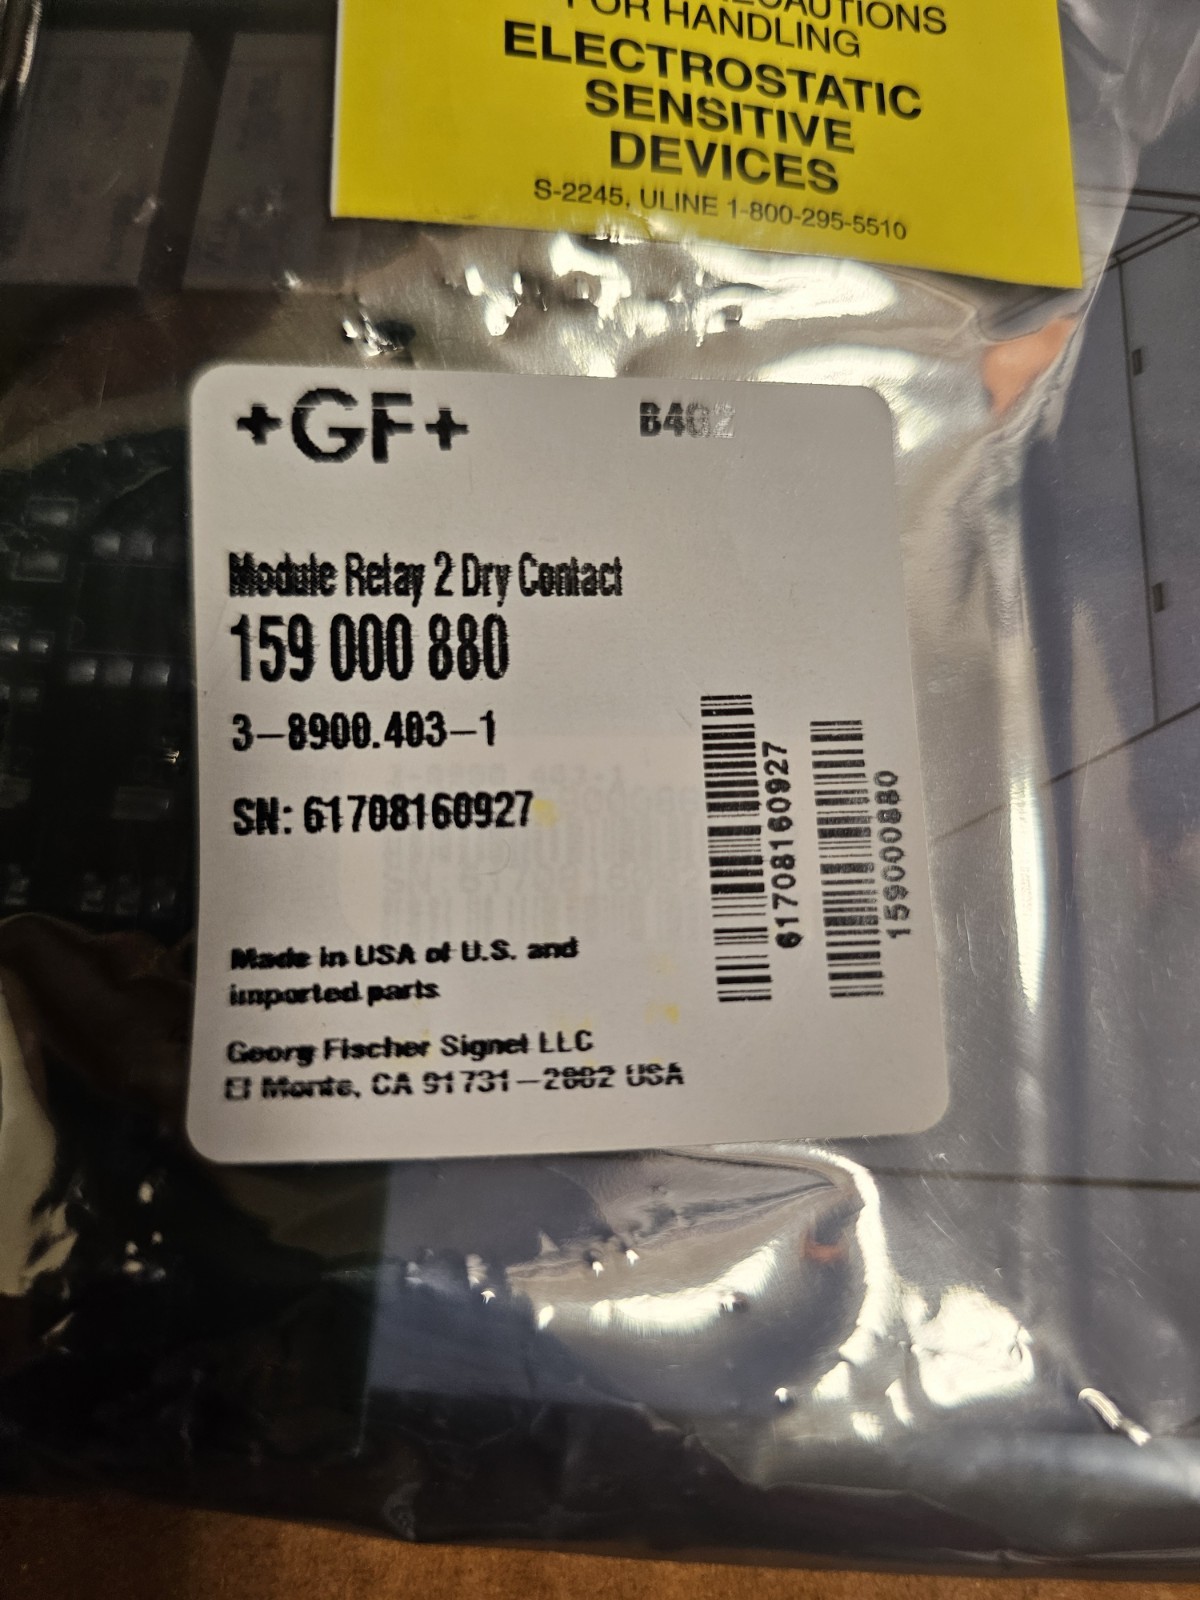 FOR HANDLING
ELECTROSTATIC
SENSITIVE
DEVICES
S-2245, ULINE 1-800-295-5510
+GF+
B402
Module Relay 2 Dry Contact
159 000 880
3-8900.403-1
SN: 61708160927
Made in USA of U.S. and
imported parts
Georg Fischer Signet LLC
El Monte, CA 91731-2882 USA
61708160927
159000880